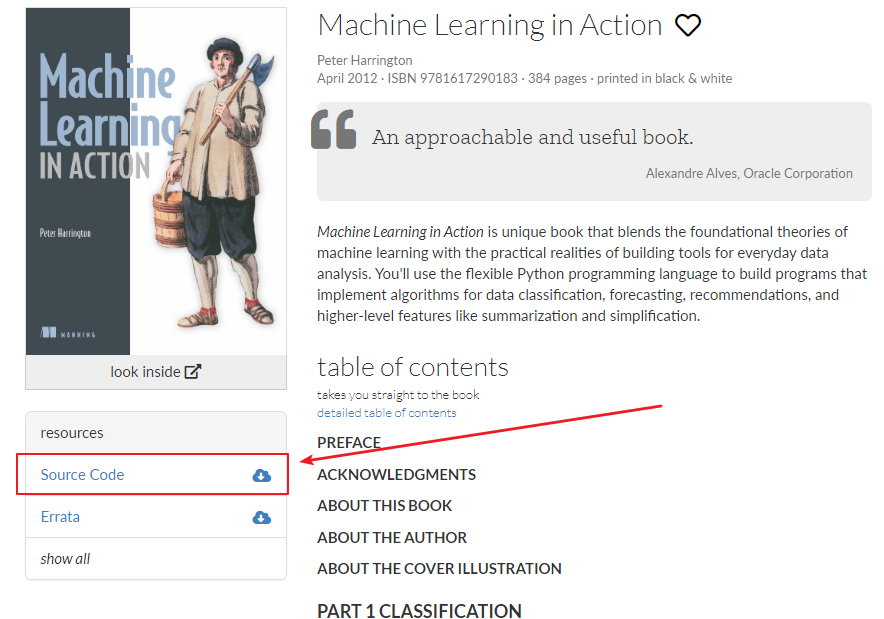 Machine
Learning
IN ACTION
Peter Harrington
MANNING
look inside
resources
Source Code
Errata
show all
Machine Learning in Action
Peter Harrington
April 2012 · ISBN 9781617290183 · 384 pages · printed in black & white
An approachable and useful book.
Alexandre Alves, Oracle Corporation
Machine Learning in Action is unique book that blends the foundational theories of
machine learning with the practical realities of building tools for everyday data
analysis. You'll use the flexible Python programming language to build programs that
implement algorithms for data classification, forecasting, recommendations, and
higher-level features like summarization and simplification.
table of contents
takes you straight to the book
detailed table of contents
PREFACE
ACKNOWLEDGMENTS
ABOUT THIS BOOK
ABOUT THE AUTHOR
ABOUT THE COVER ILLUSTRATION
PART 1 CLASSIFICATION